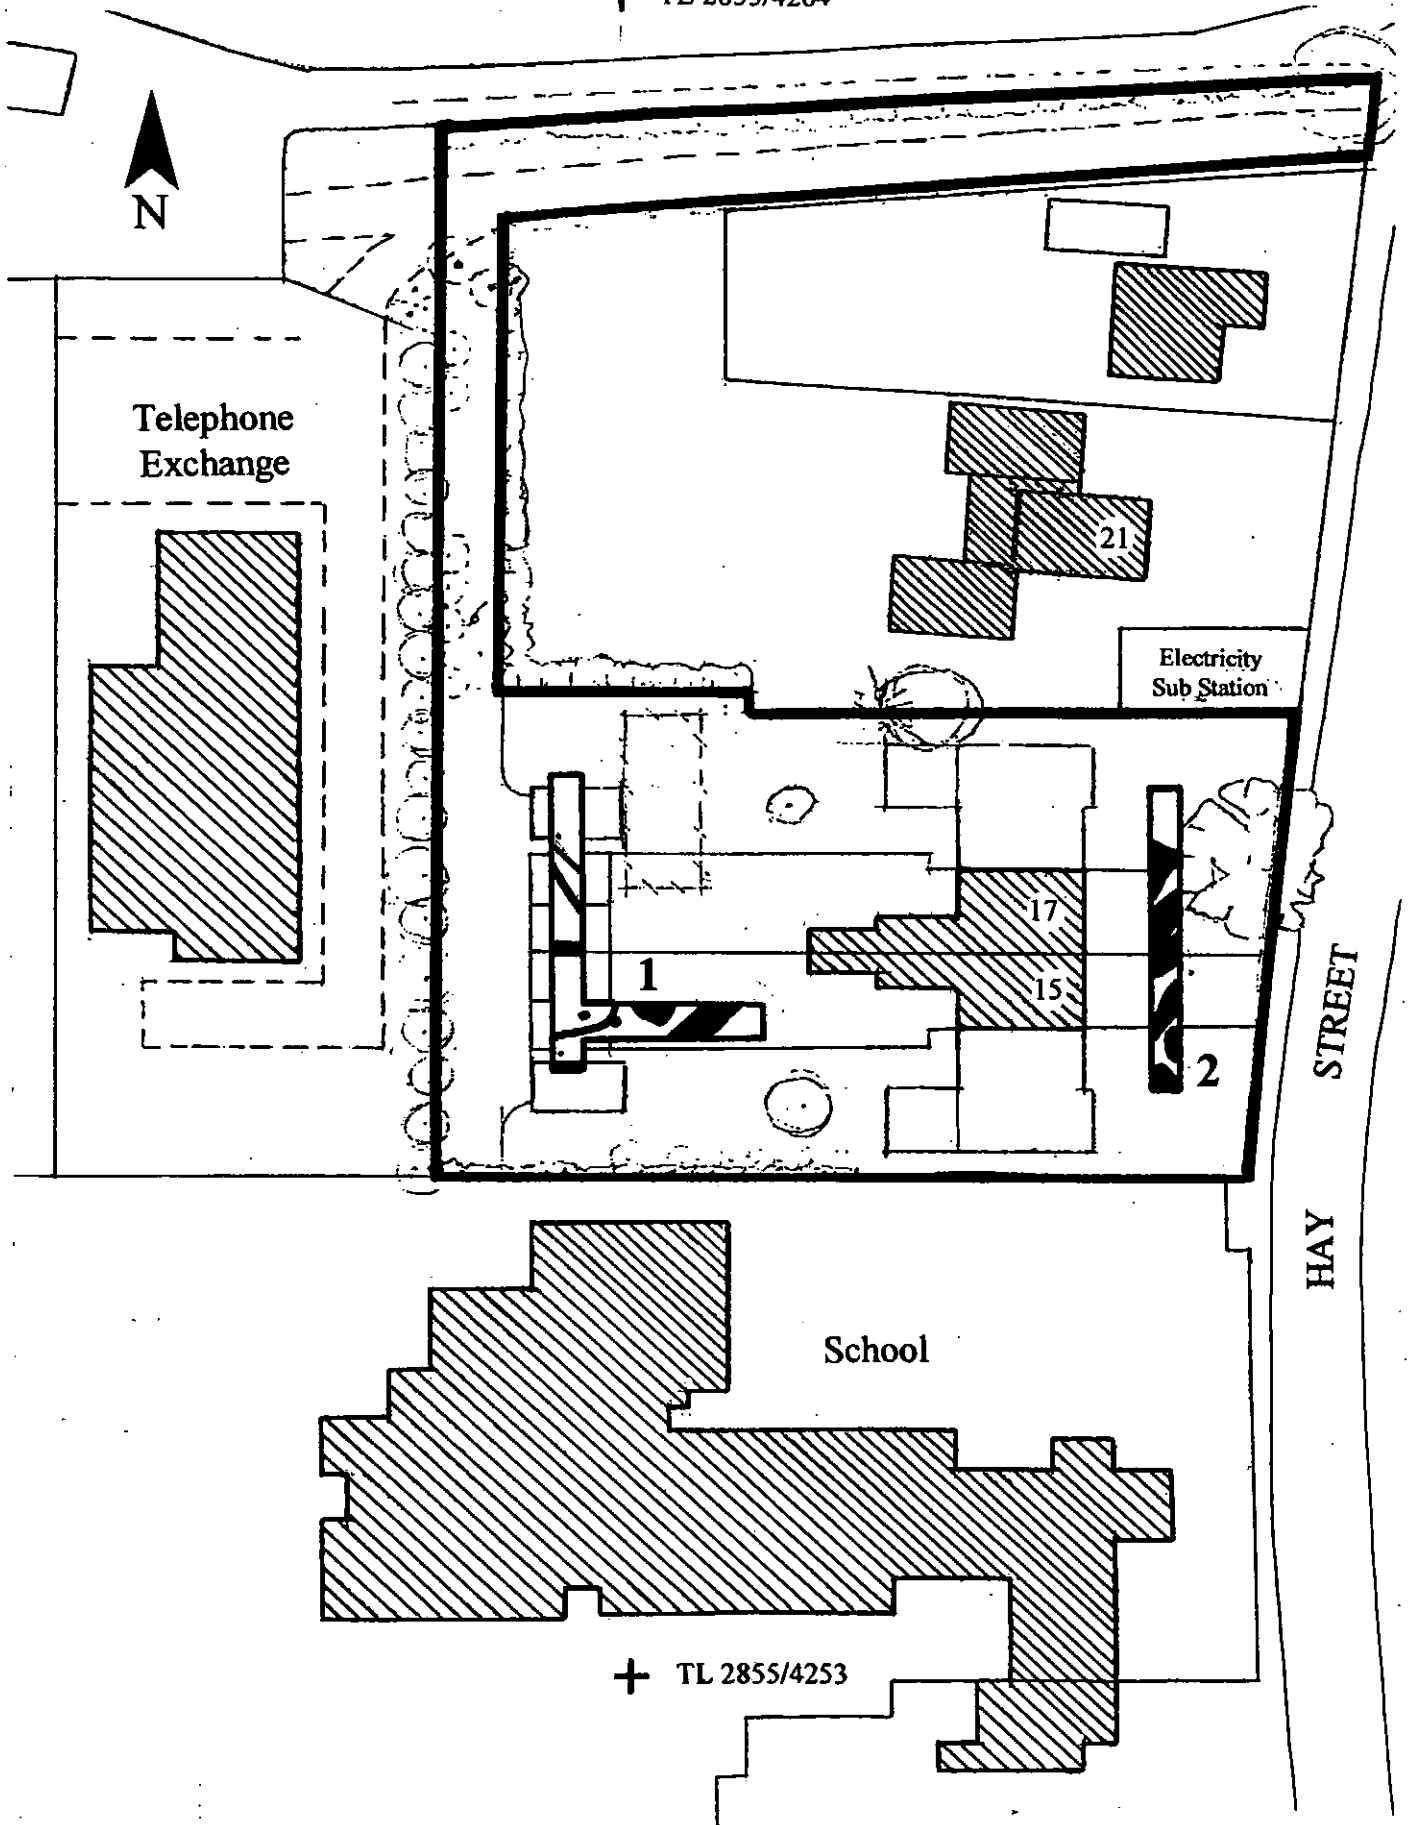 N
Telephone
Exchange
21
Electricity
Sub Station
17
15
1
2
HAY STREET
School
TL 2855/4253